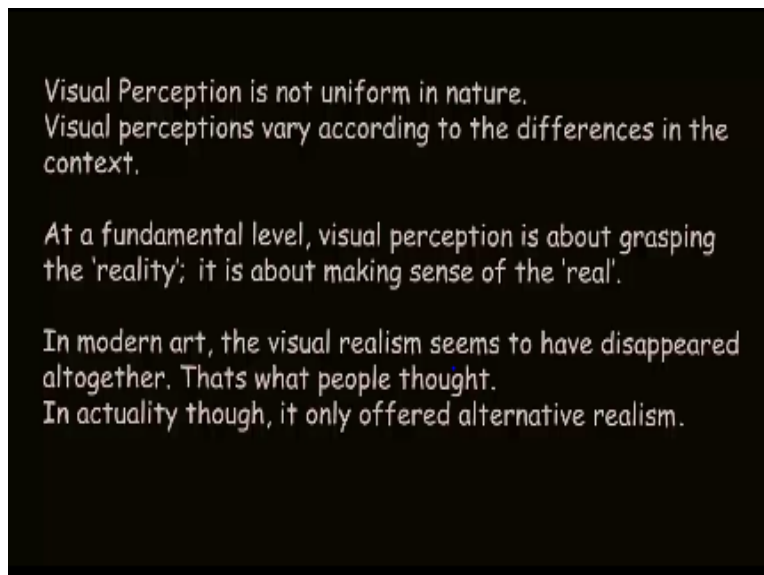 Visual Perception is not uniform in nature.
Visual perceptions vary according to the differences in the
context.
At a fundamental level, visual perception is about grasping
the 'reality'; it is about making sense of the 'real'.
In modern art, the visual realism seems to have disappeared
altogether. Thats what people thought.
In actuality though, it only offered alternative realism.